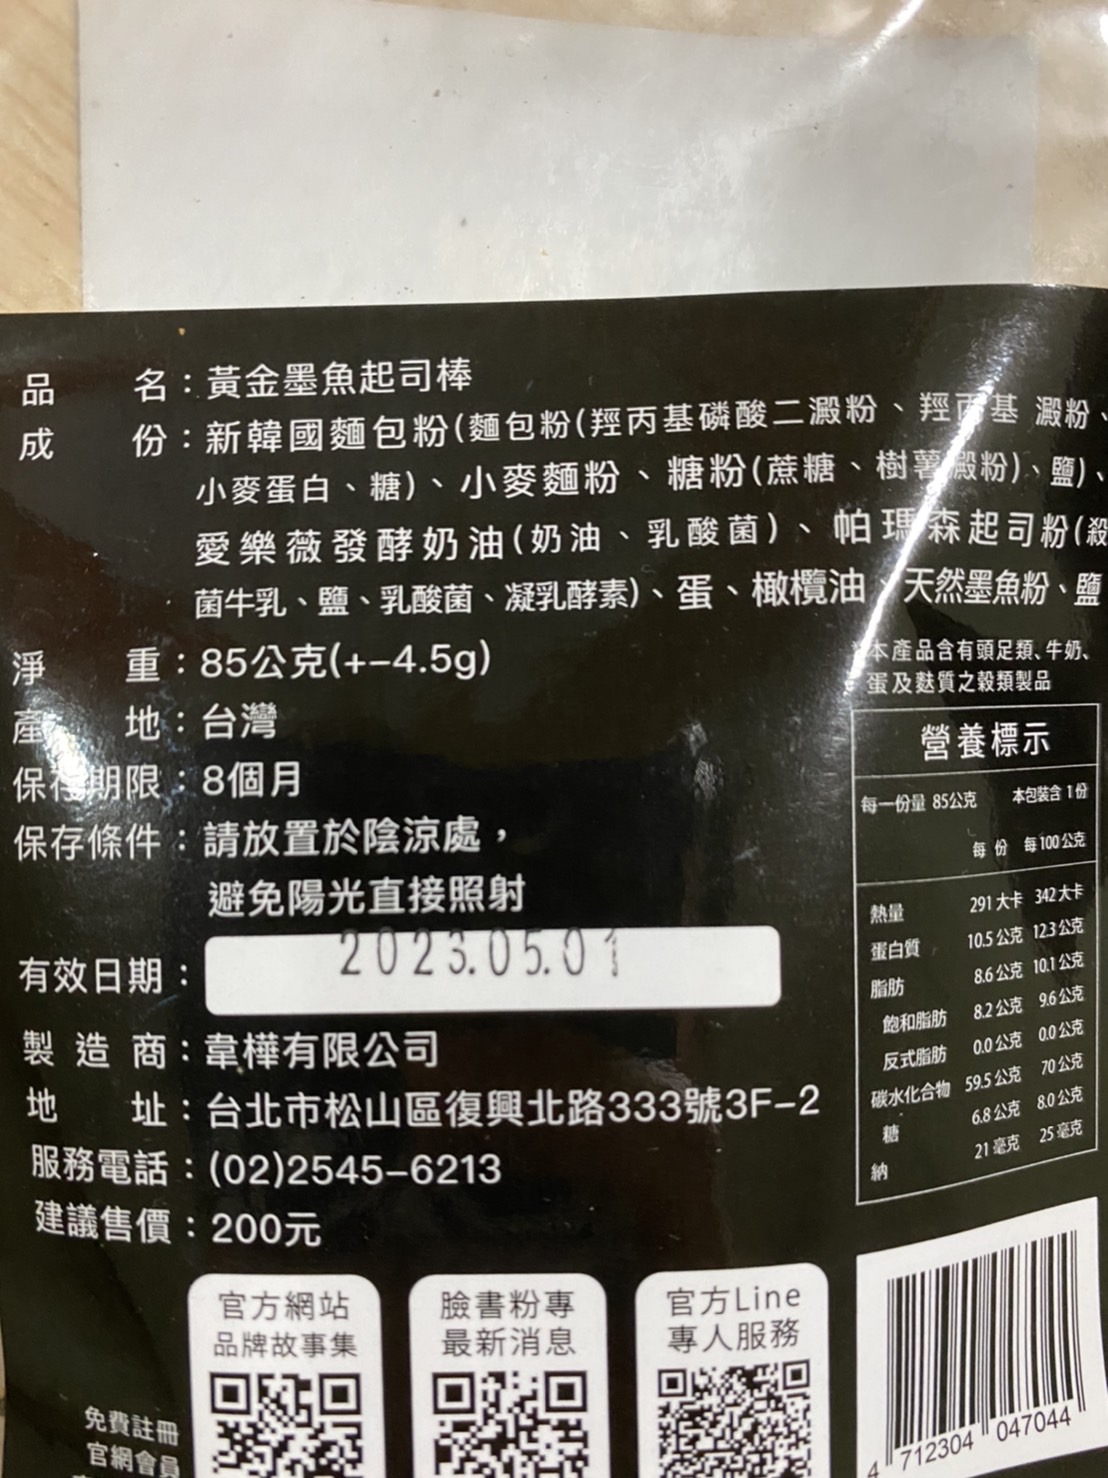 品名：黃金墨魚起司棒
成份：新韓國麵包粉(麵包粉(羥丙基磷酸二澱粉、羥丙基 澱粉、
小麥蛋白、糖)、小麥麵粉、糖粉(蔗糖、樹薯澱粉)、鹽)、
愛樂薇發酵奶油(奶油、乳酸菌)、帕瑪森起司粉(殺
菌牛乳、鹽、乳酸菌、凝乳酵素)、蛋、橄欖油、天然墨魚粉、鹽
本產品含有頭足類、牛奶、
蛋及麩質之穀類製品
淨重：85公克(+-4.5g)
產地：台灣
保存期限：8個月
保存條件：請放置於陰涼處，
避免陽光直接照射
有效日期：2023.05.01
製造商：韋樺有限公司
地址：台北市松山區復興北路333號3F-2
服務電話：(02)2545-6213
建議售價：200元
營養標示
每一份量 85公克 本包裝含 1份
每份 每100公克
熱量 291大卡 342大卡
蛋白質 10.5公克 12.3公克
脂肪 8.6公克 10.1公克
飽和脂肪 8.2公克 9.6公克
反式脂肪 0.0公克 0.0公克
碳水化合物 59.5公克 70公克
糖 6.8公克 8.0公克
納 21毫克 25毫克
官方網站
品牌故事集
臉書粉專
最新消息
官方Line
專人服務
免費註冊
官網會員
4 712304 047044